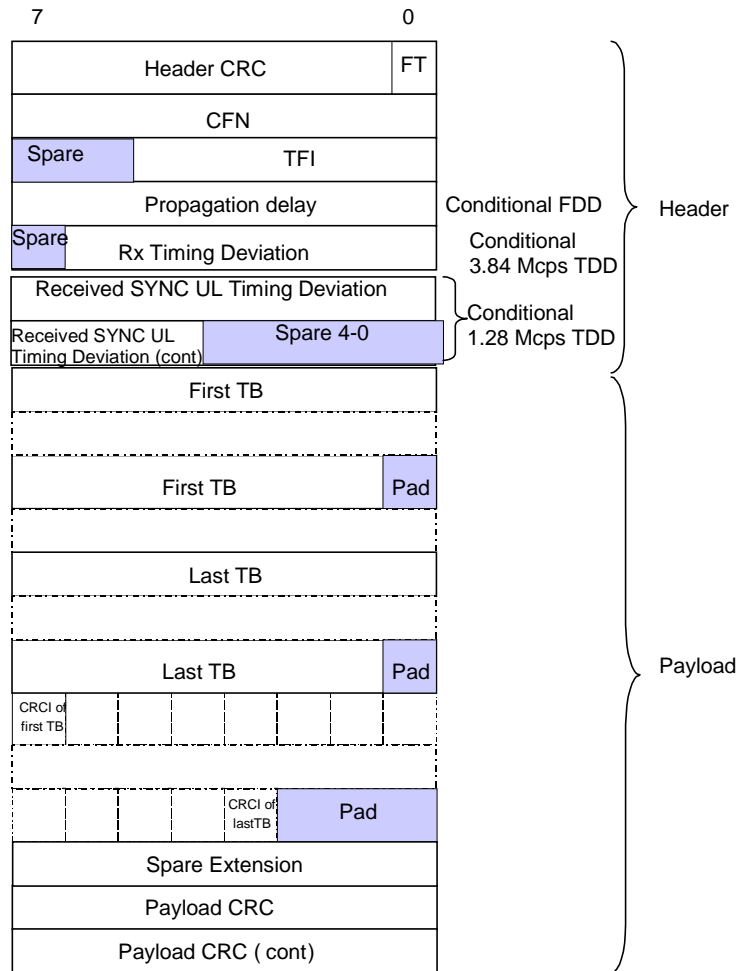 7 0
Header CRC FT
CFN
Spare TFI
Propagation delay Conditional FDD
Header
Spare Rx Timing Deviation
Conditional
3.84 Mcps TDD
Received SYNC UL Timing Deviation
Received SYNC UL
Timing Deviation (cont)
Spare 4-0
Conditional
1.28 Mcps TDD
First TB
First TB Pad
Last TB
Last TB Pad
Payload
CRCI of
first TB
CRCI of
lastTB
Pad
Spare Extension
Payload CRC
Payload CRC ( cont)